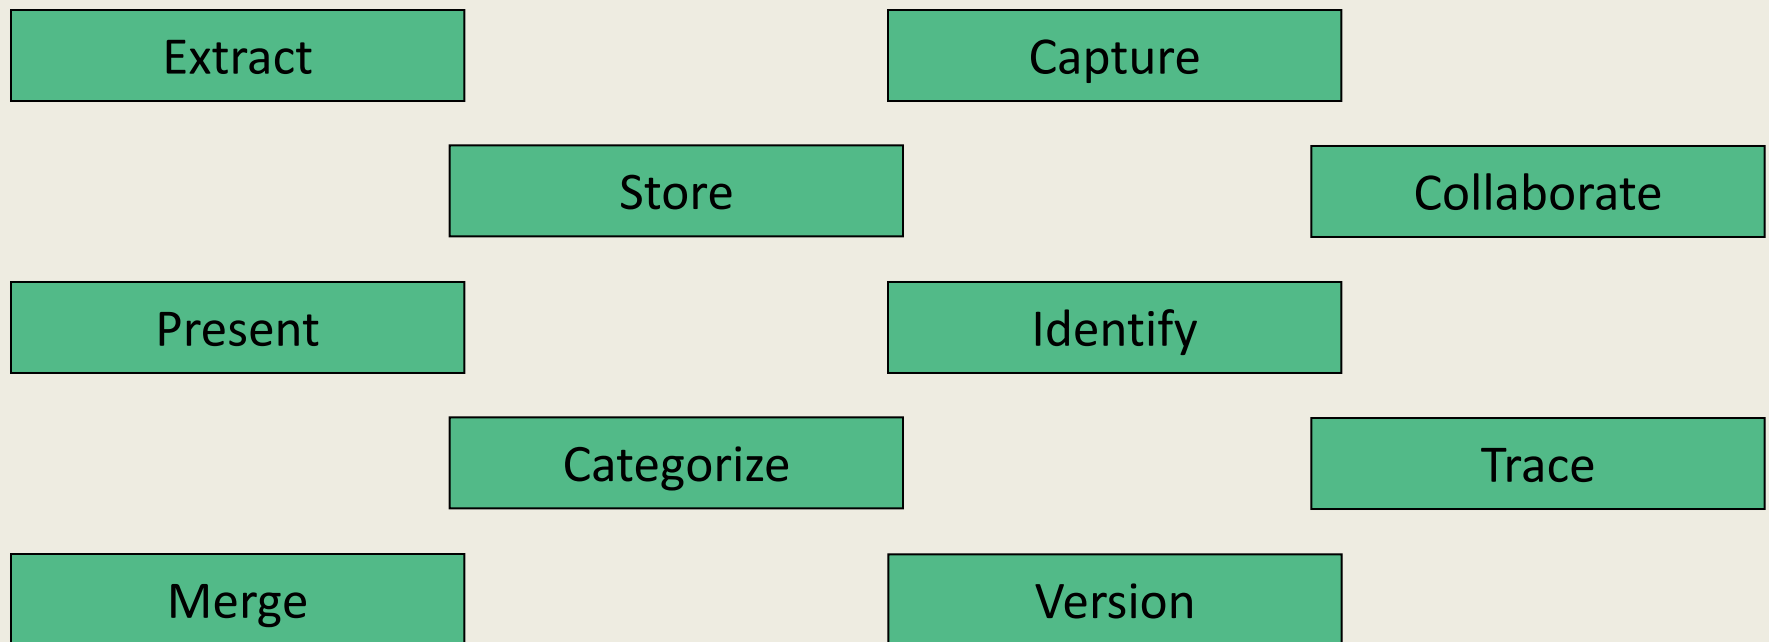 Extract
Capture
Store
Collaborate
Present
Identify
Categorize
Trace
Merge
Version